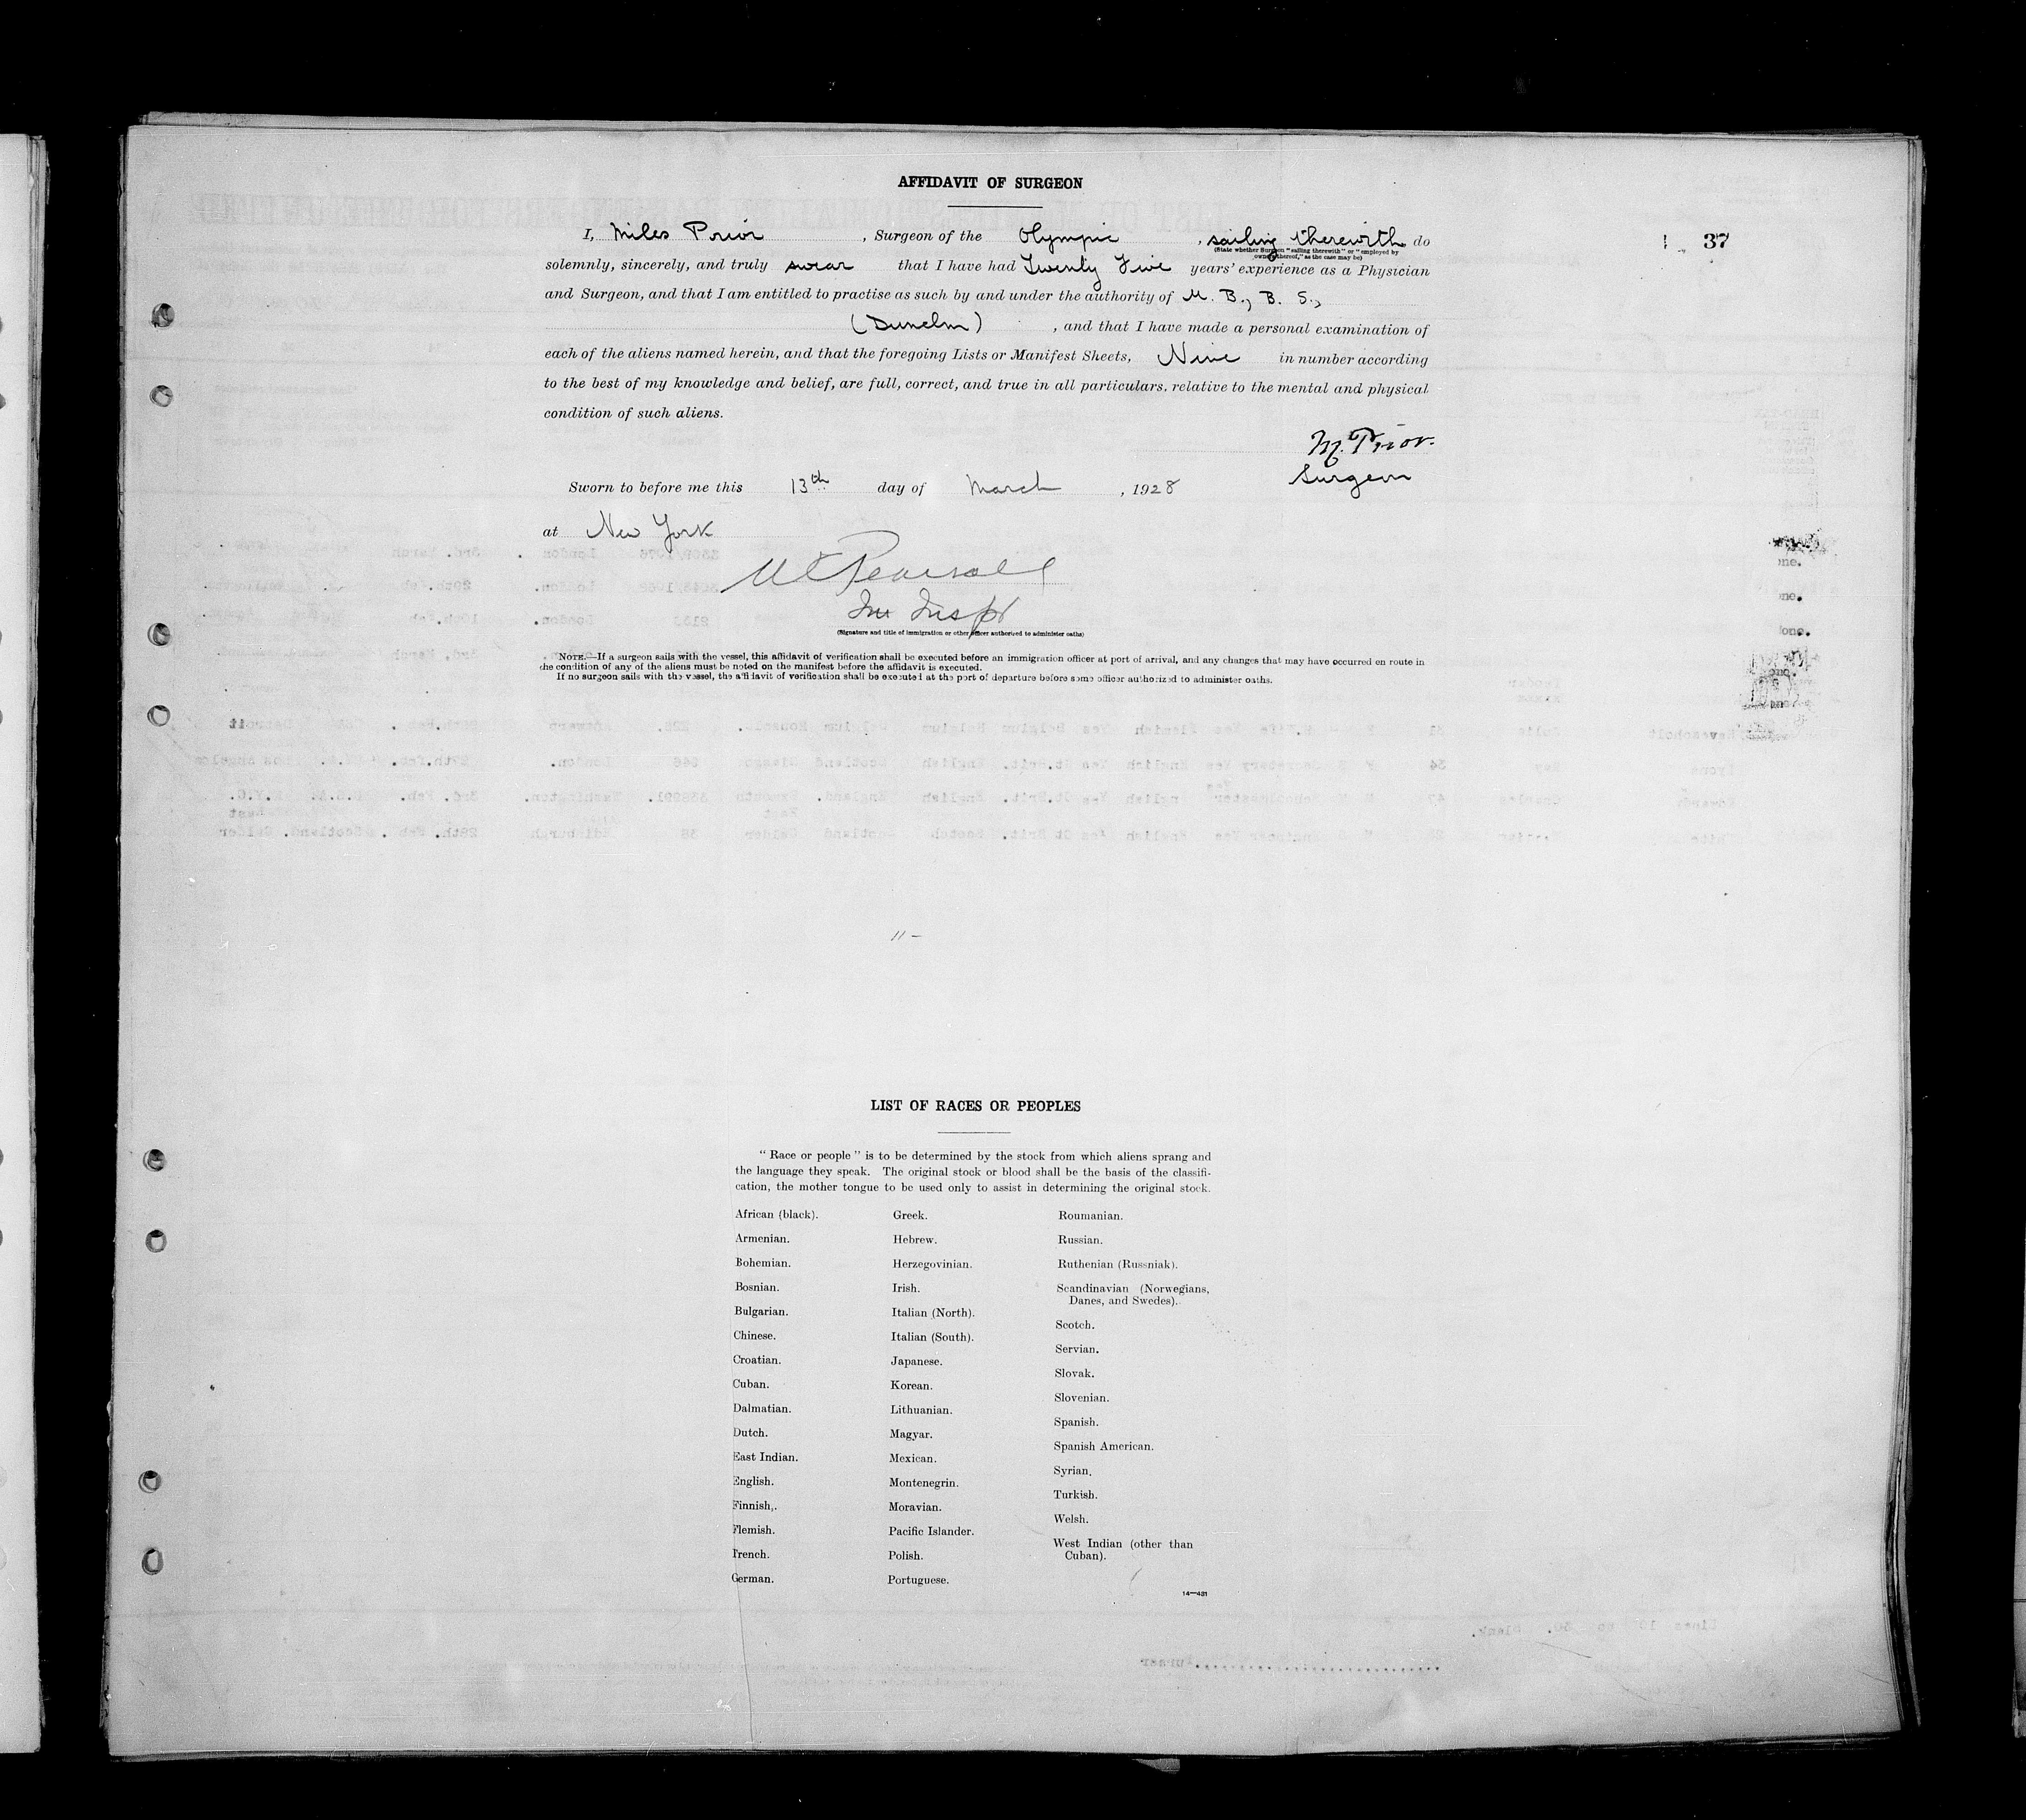 AFFIDAVIT OF SURGEON
37
I, Miles Prior, Surgeon of the Olympic, sailing therewith do
(State whether Surgeon "sailing therewith" or "employed by
owners thereof," as the case may be)
solemnly, sincerely, and truly swear that I have had Twenty Five years' experience as a Physician
and Surgeon, and that I am entitled to practise as such by and under the authority of M. B., B. S.,
(Dunelm), and that I have made a personal examination of
each of the aliens named herein, and that the foregoing Lists or Manifest Sheets, Nine in number according
to the best of my knowledge and belief, are full, correct, and true in all particulars, relative to the mental and physical
condition of such aliens.
M. Prior.
Surgeon
Sworn to before me this 13th day of March, 1928
at New York
Pearsall
Im Inspr
(Signature and title of immigration or other officer authorized to administer oaths)
NOTE.—If a surgeon sails with the vessel, this affidavit of verification shall be executed before an immigration officer at port of arrival, and any changes that may have occurred en route in
the condition of any of the aliens must be noted on the manifest before the affidavit is executed.
If no surgeon sails with the vessel, the affidavit of verification shall be executed at the port of departure before some officer authorized to administer oaths.
11 –
LIST OF RACES OR PEOPLES
"Race or people" is to be determined by the stock from which aliens sprang and
the language they speak. The original stock or blood shall be the basis of the classifi-
cation, the mother tongue to be used only to assist in determining the original stock.
African (black).
Armenian.
Bohemian.
Bosnian.
Bulgarian.
Chinese.
Croatian.
Cuban.
Dalmatian.
Dutch.
East Indian.
English.
Finnish.
Flemish.
French.
German.
Greek.
Hebrew.
Herzegovinian.
Irish.
Italian (North).
Italian (South).
Japanese.
Korean.
Lithuanian.
Magyar.
Mexican.
Montenegrin.
Moravian.
Pacific Islander.
Polish.
Portuguese.
Roumanian.
Russian.
Ruthenian (Russniak).
Scandinavian (Norwegians,
Danes, and Swedes).
Scotch.
Servian.
Slovak.
Slovenian.
Spanish.
Spanish American.
Syrian.
Turkish.
Welsh.
West Indian (other than
Cuban).
14—431